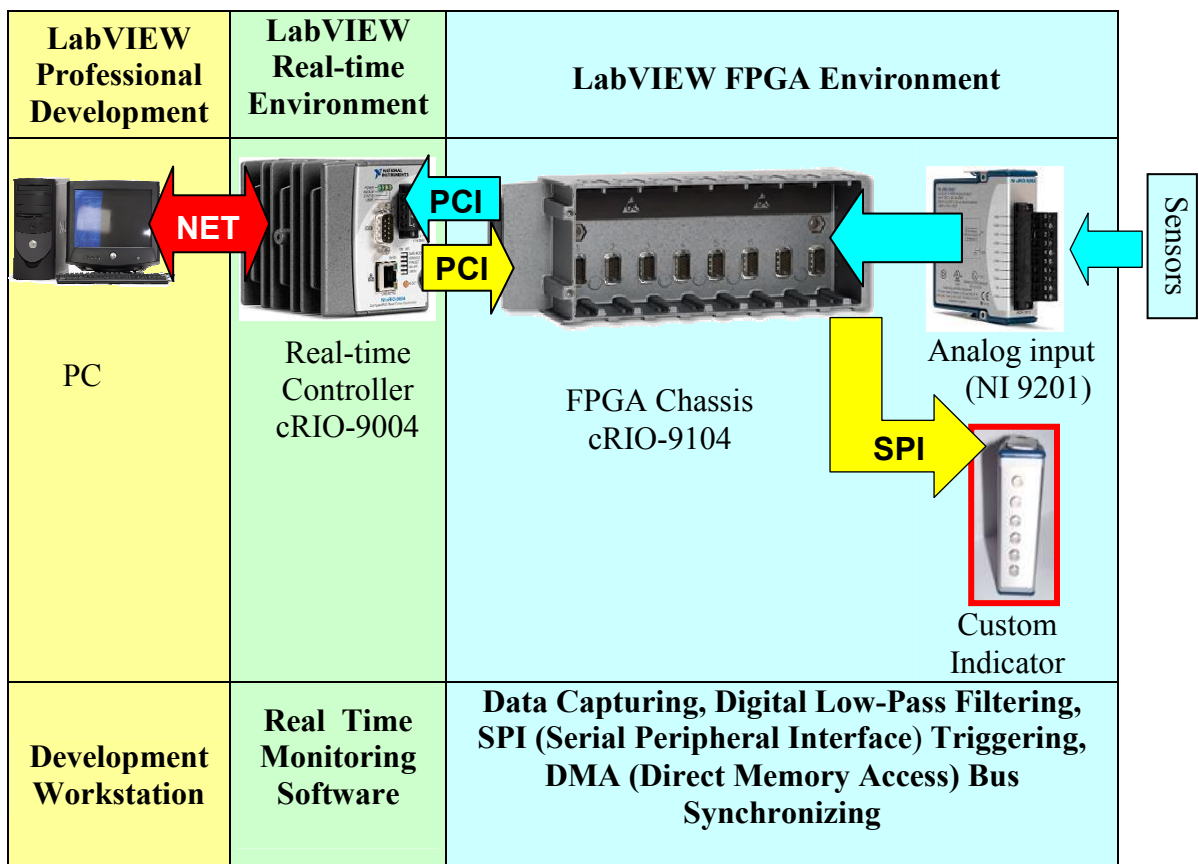 LabVIEW
Professional
Development
LabVIEW
Real-time
Environment
LabVIEW FPGA Environment
NET
PCI
PCI
NATIONAL
INSTRUMENTS
SPI
Sensors
PC
Real-time
Controller
cRIO-9004
FPGA Chassis
cRIO-9104
Analog input
(NI 9201)
Custom
Indicator
Development
Workstation
Real Time
Monitoring
Software
Data Capturing, Digital Low-Pass Filtering,
SPI (Serial Peripheral Interface) Triggering,
DMA (Direct Memory Access) Bus
Synchronizing